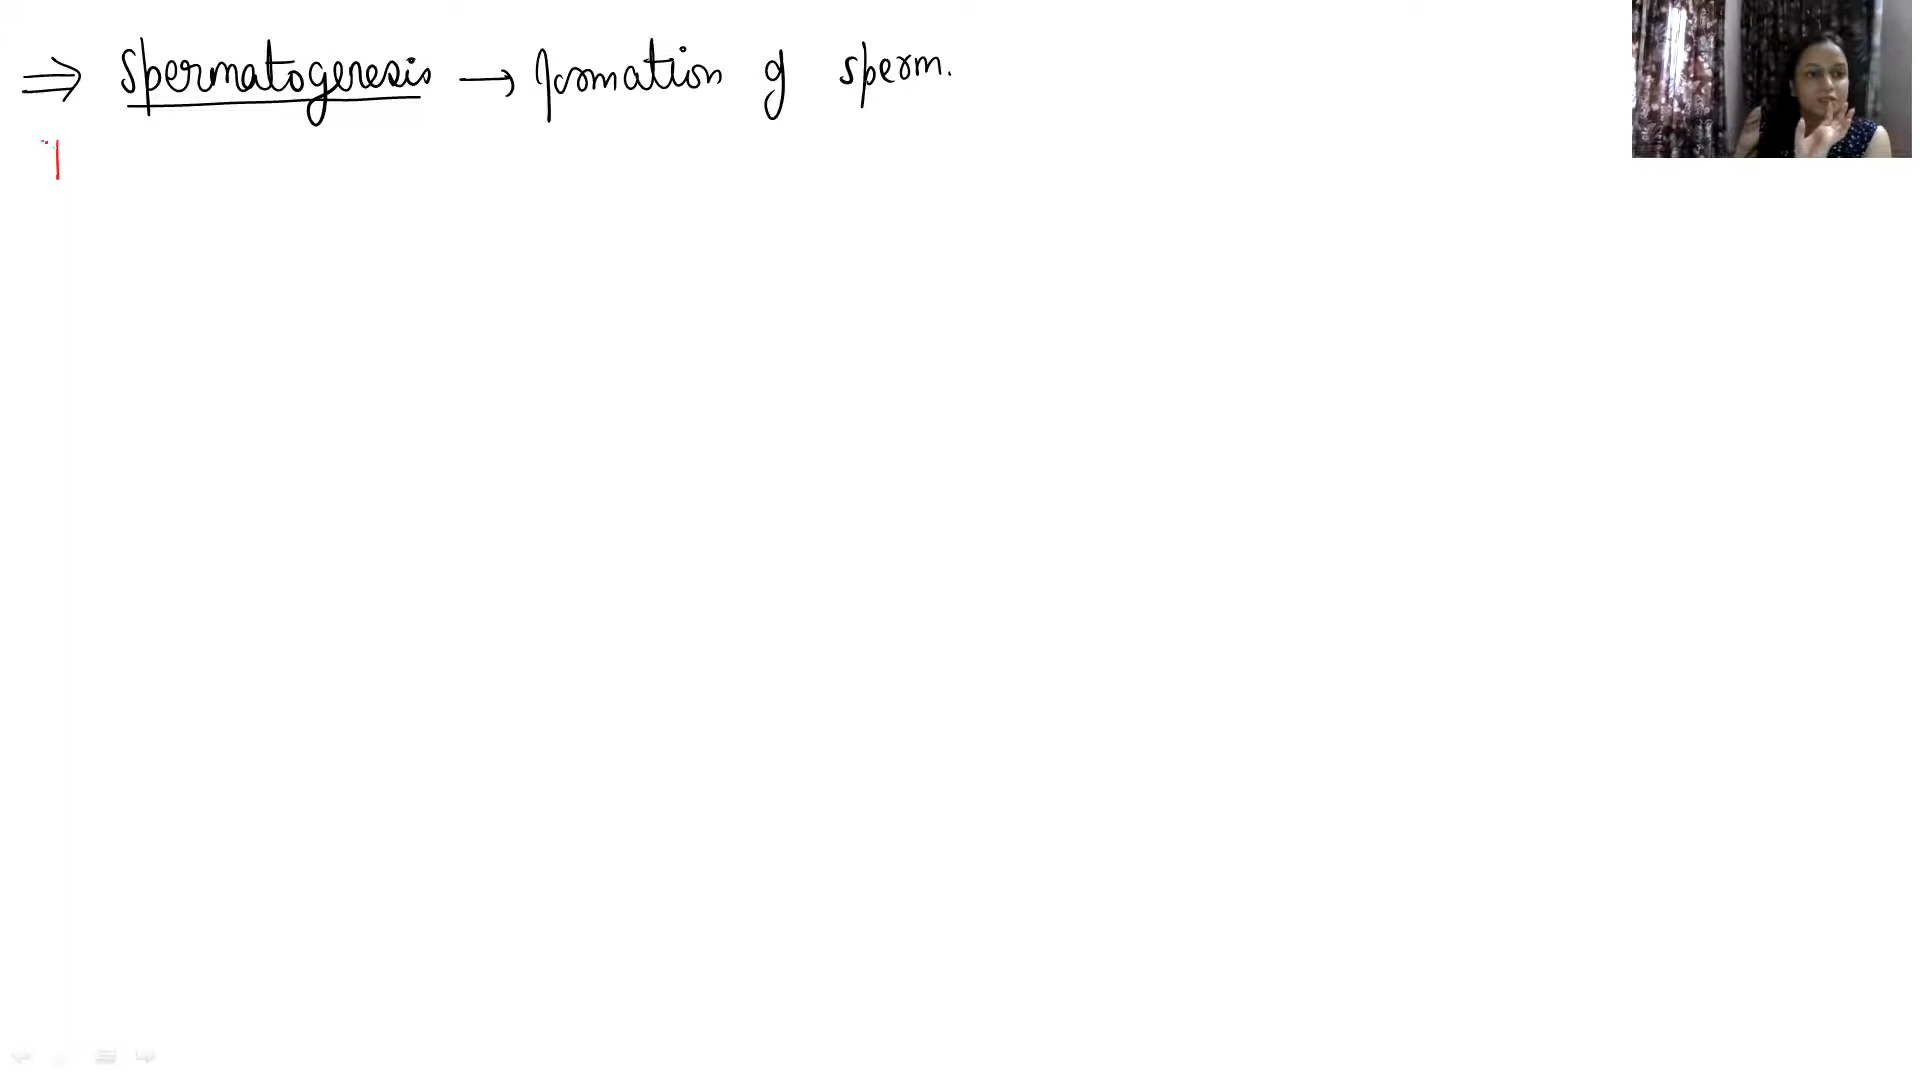 ⇒ Spermatogenesis → formation of sperm.